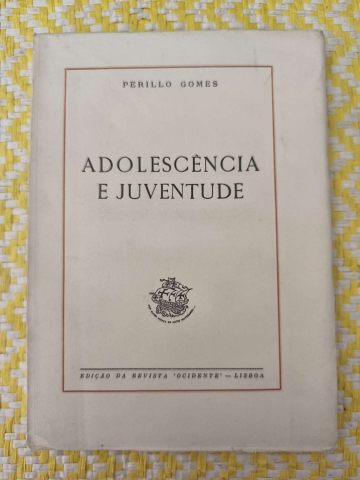 PERILLO GOMES
ADOLESCÊNCIA
E JUVENTUDE
EDIÇÃO DA REVISTA 'OCIDENTE' — LISBOA